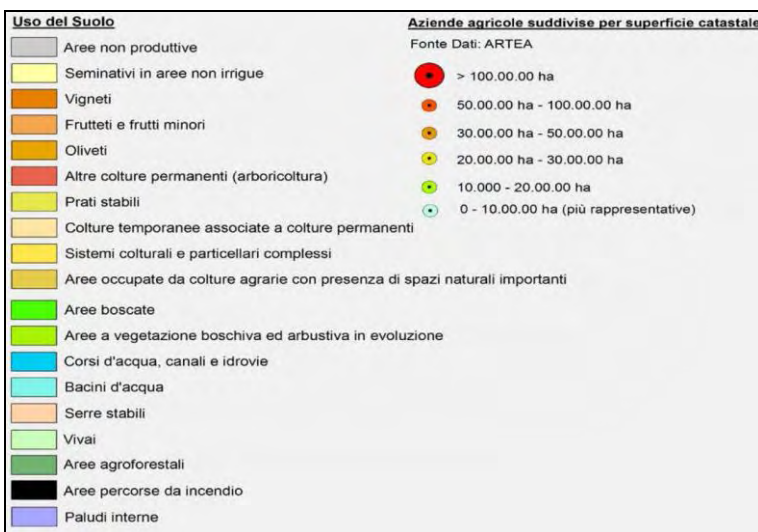 Uso del Suolo
Aree non produttive
Seminativi in aree non irrigue
Vigneti
Frutteti e frutti minori
Oliveti
Altre colture permanenti (arboricoltura)
Prati stabili
Colture temporanee associate a colture permanenti
Sistemi colturali e particellari complessi
Aree occupate da colture agrarie con presenza di spazi naturali importanti
Aree boscate
Aree a vegetazione boschiva ed arbustiva in evoluzione
Corsi d'acqua, canali e idrovie
Bacini d'acqua
Serre stabili
Vivai
Aree agroforestali
Aree percorse da incendio
Paludi interne
Aziende agricole suddivise per superficie catastale
Fonte Dati: ARTEA
> 100.00.00 ha
50.00.00 ha - 100.00.00 ha
30.00.00 ha - 50.00.00 ha
20.00.00 ha - 30.00.00 ha
10.000 - 20.00.00 ha
0 - 10.00.00 ha (più rappresentative)